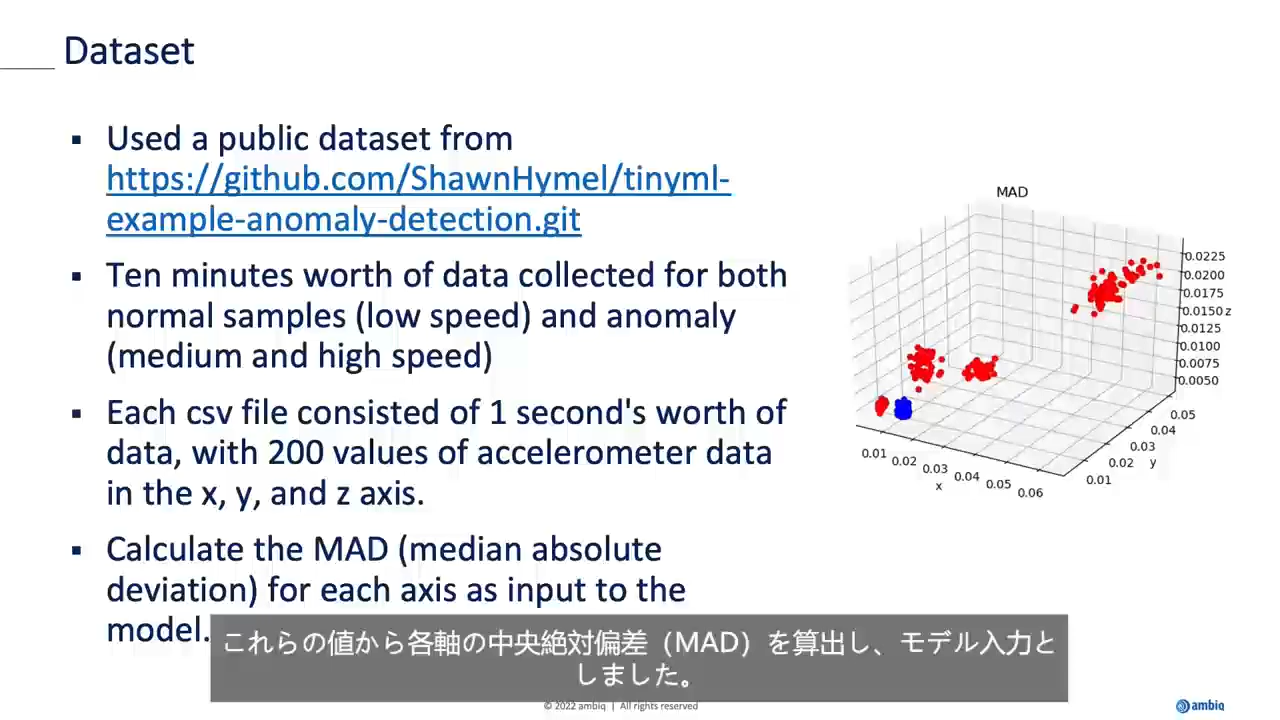 Dataset
▪ Used a public dataset from
https://github.com/ShawnHymel/tinyml-
example-anomaly-detection.git
▪ Ten minutes worth of data collected for both
normal samples (low speed) and anomaly
(medium and high speed)
▪ Each csv file consisted of 1 second's worth of
data, with 200 values of accelerometer data
in the x, y, and z axis.
▪ Calculate the MAD (median absolute
deviation) for each axis as input to the
model.
MAD
0.0225
0.0200
0.0175
0.0150 z
0.0125
0.0100
0.0075
0.0050
0.05
0.04
0.03
y
0.02
0.01
0.01
0.02
0.03
0.04
0.05
0.06
x
これらの値から各軸の中央絶対偏差（MAD）を算出し、モデル入力と
しました。
© 2022 ambiq | All rights reserved
ambiq